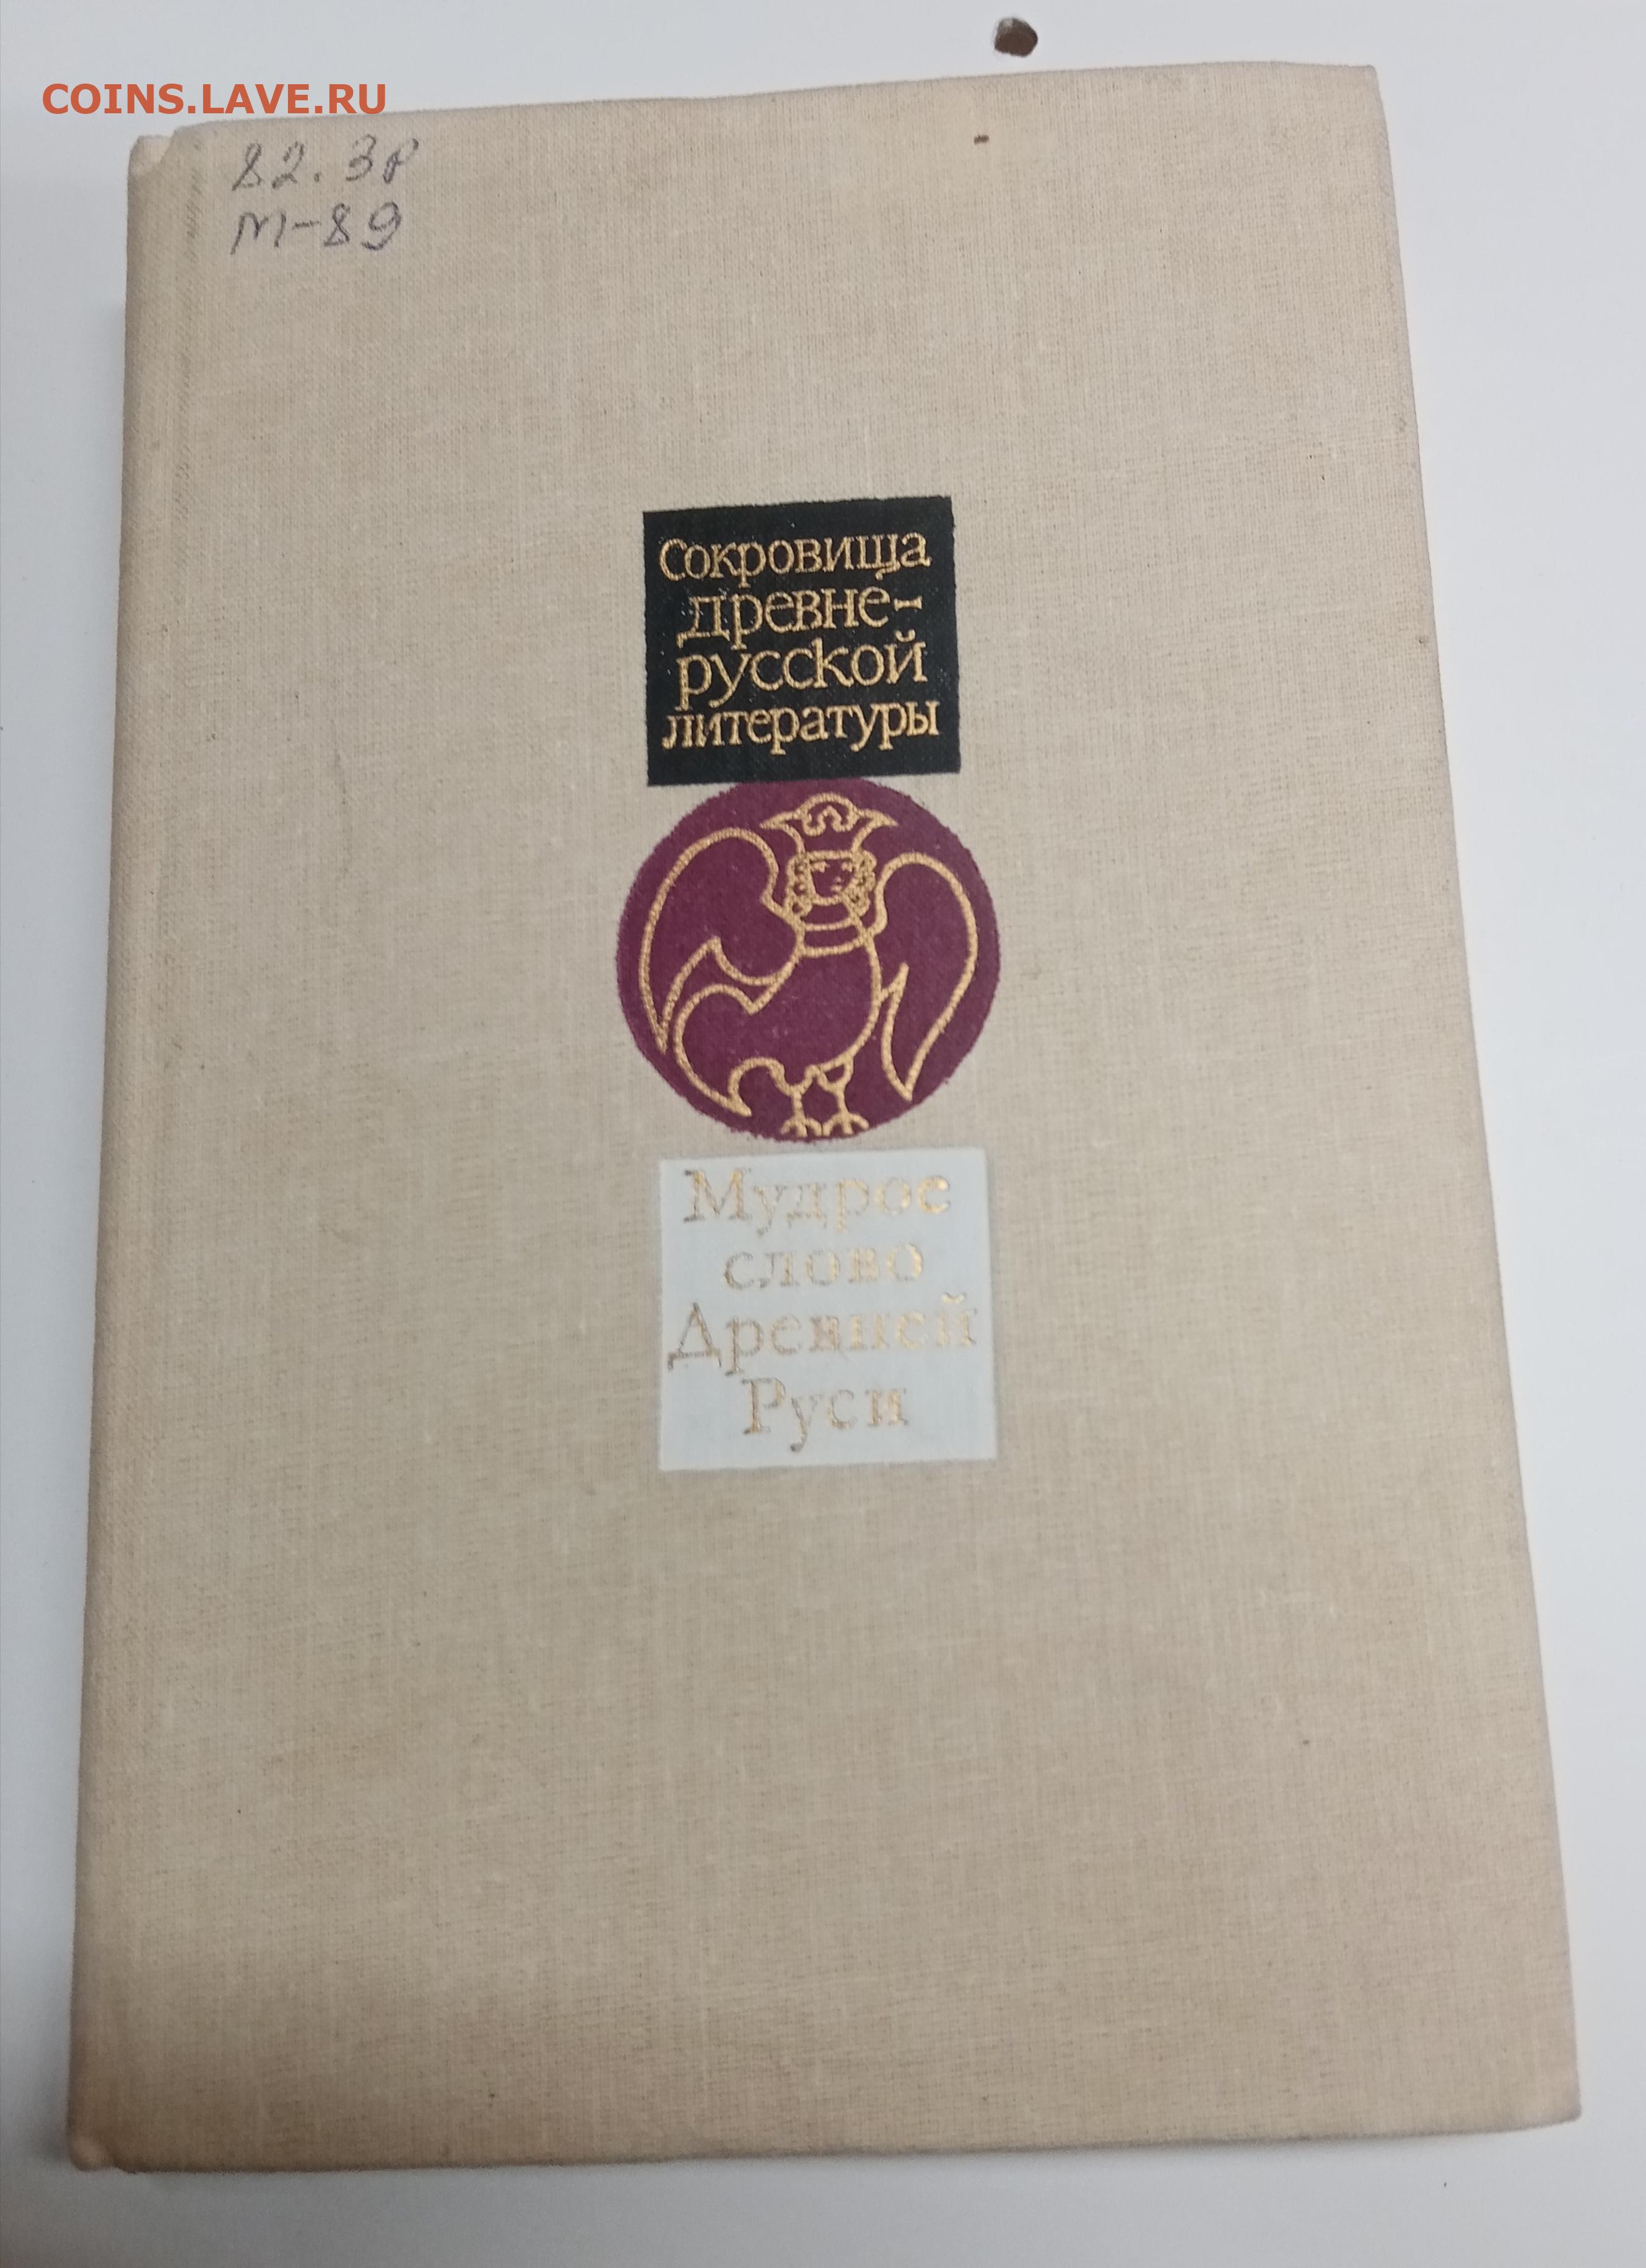 COINS.LAVE.RU
82.3р
М-89
Сокровища
древне-
русской
литературы
Мудрое
слово
Древней
Руси